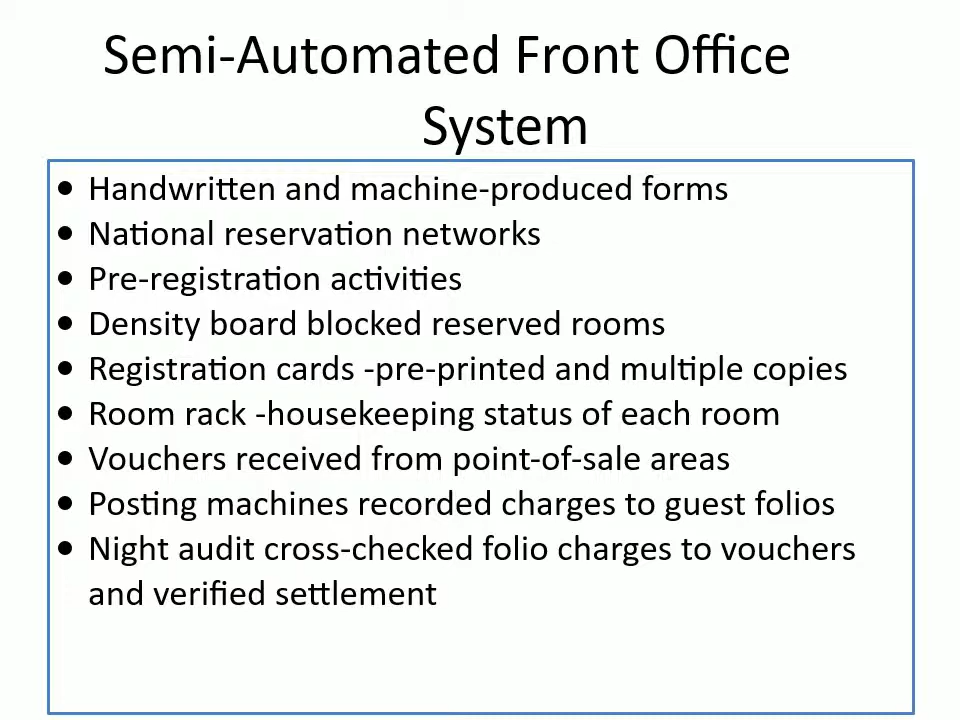 Semi-Automated Front Office
System
• Handwritten and machine-produced forms
• National reservation networks
• Pre-registration activities
• Density board blocked reserved rooms
• Registration cards -pre-printed and multiple copies
• Room rack -housekeeping status of each room
• Vouchers received from point-of-sale areas
• Posting machines recorded charges to guest folios
• Night audit cross-checked folio charges to vouchers
and verified settlement